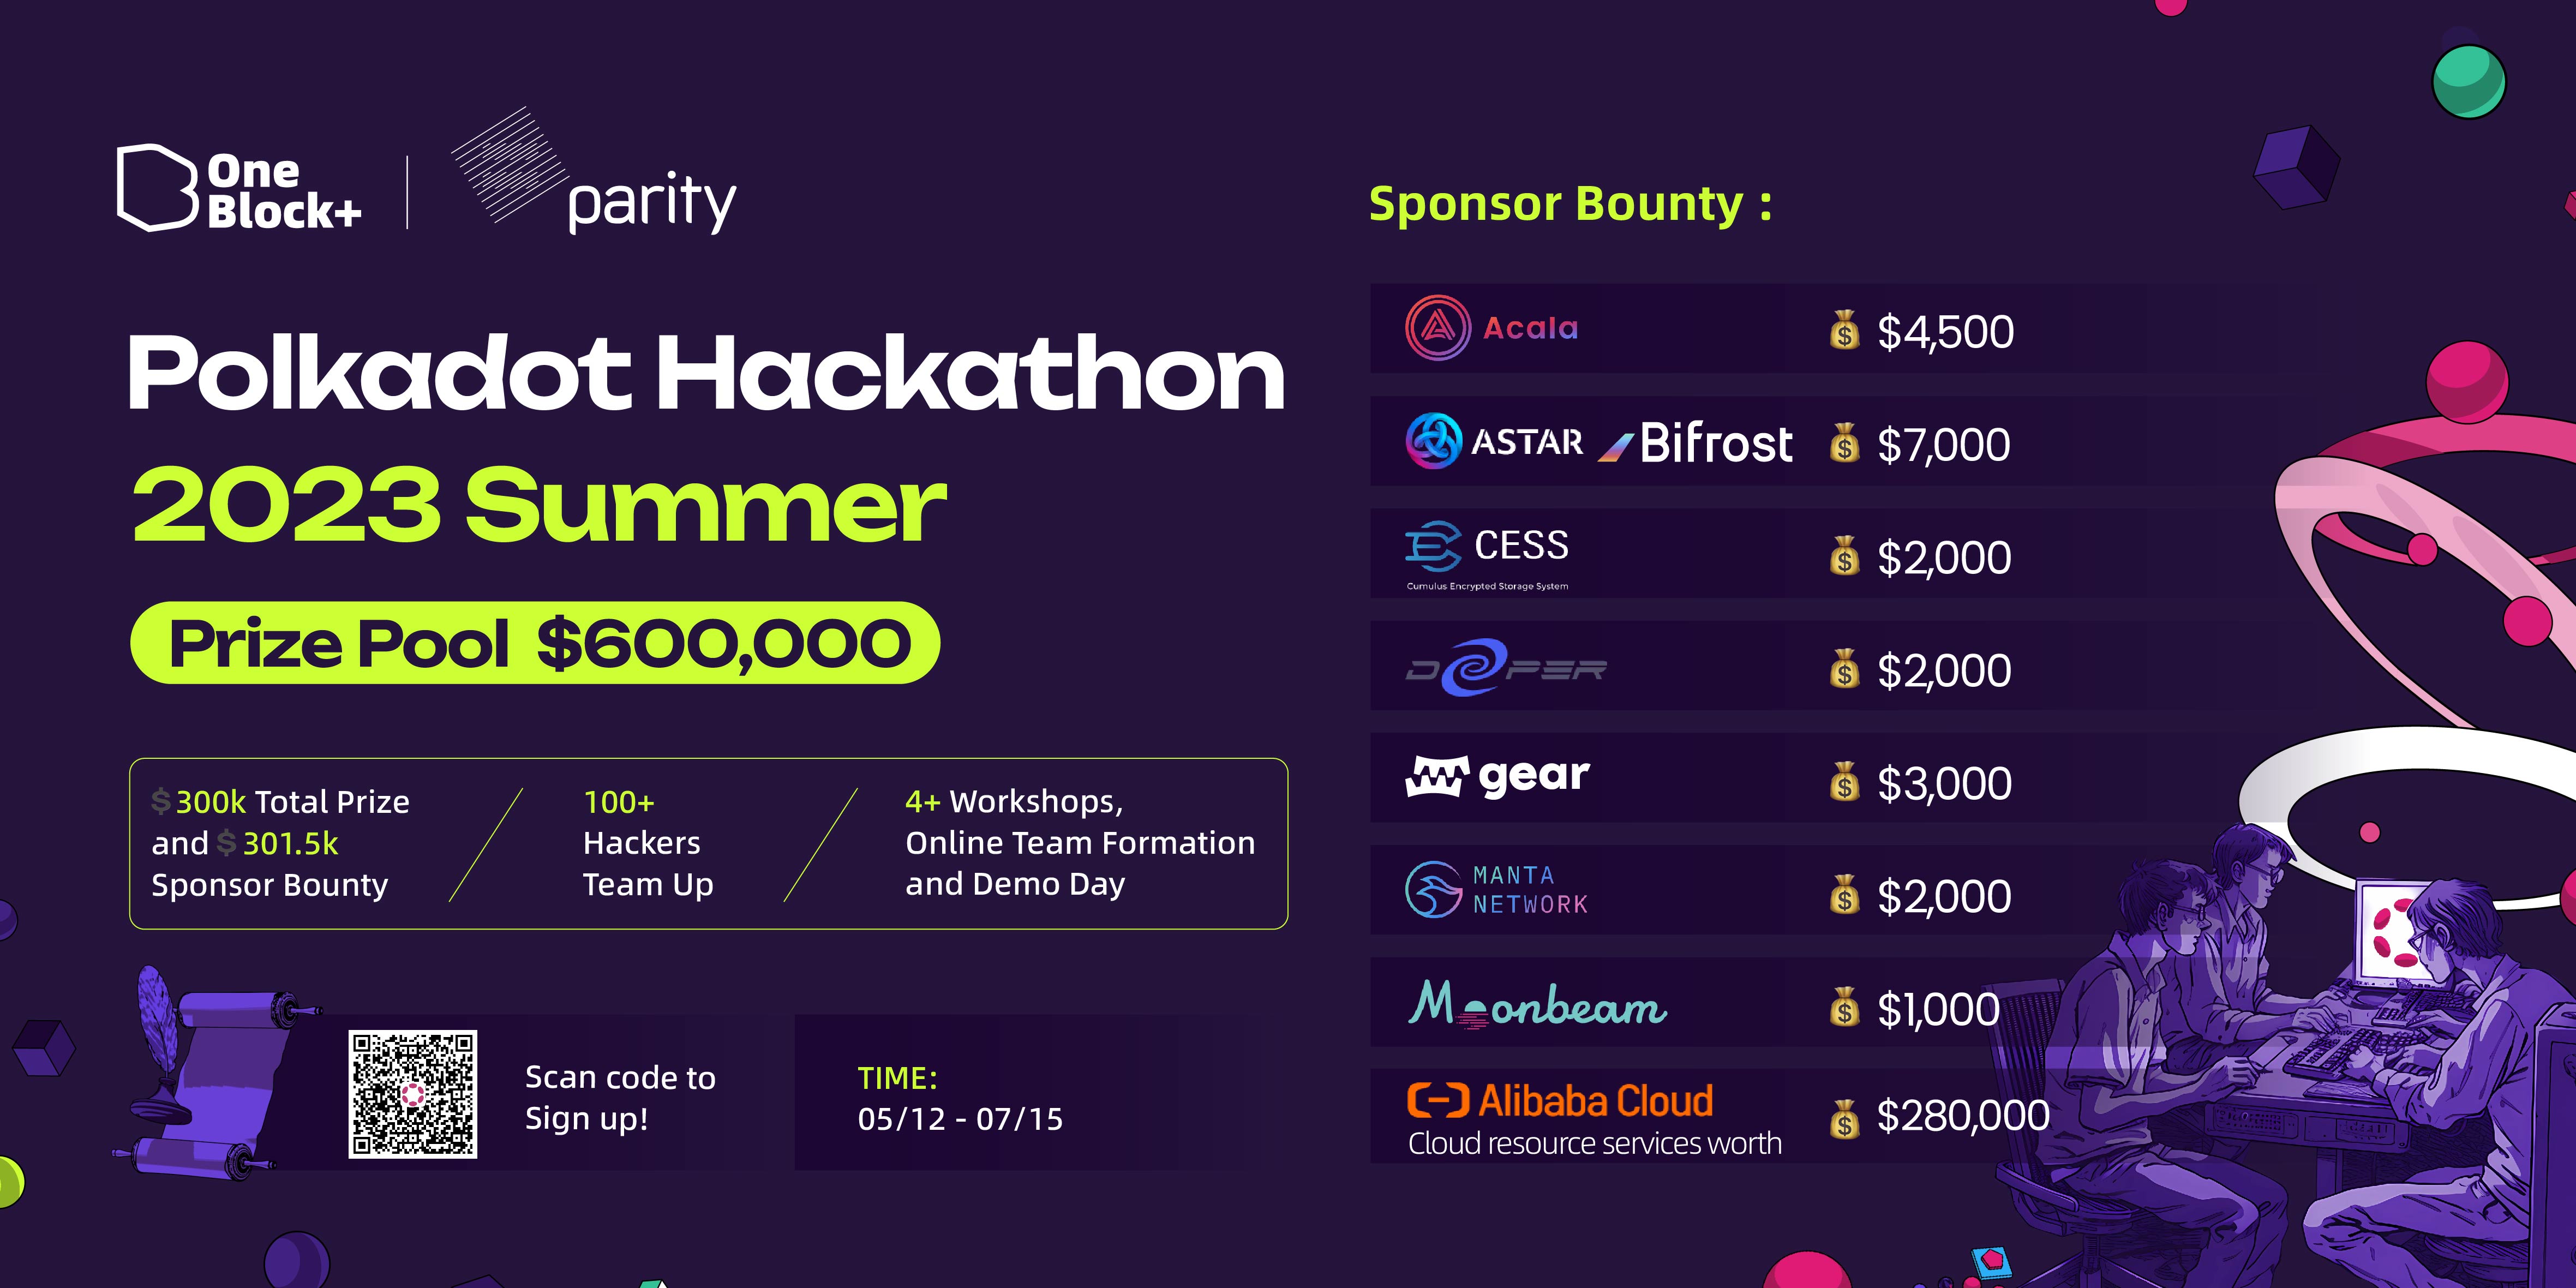 One
Block+
parity
Polkadot Hackathon
2023 Summer
Prize Pool $600,000
$300k Total Prize
and $301.5k
Sponsor Bounty
100+
Hackers
Team Up
4+ Workshops,
Online Team Formation
and Demo Day
Scan code to
Sign up!
TIME:
05/12 - 07/15
Sponsor Bounty :
Acala $4,500
ASTAR Bifrost $7,000
CESS $2,000
Cumulus Encrypted Storage System
DEEPER $2,000
gear $3,000
MANTA
NETWORK $2,000
Moonbeam $1,000
Alibaba Cloud $280,000
Cloud resource services worth